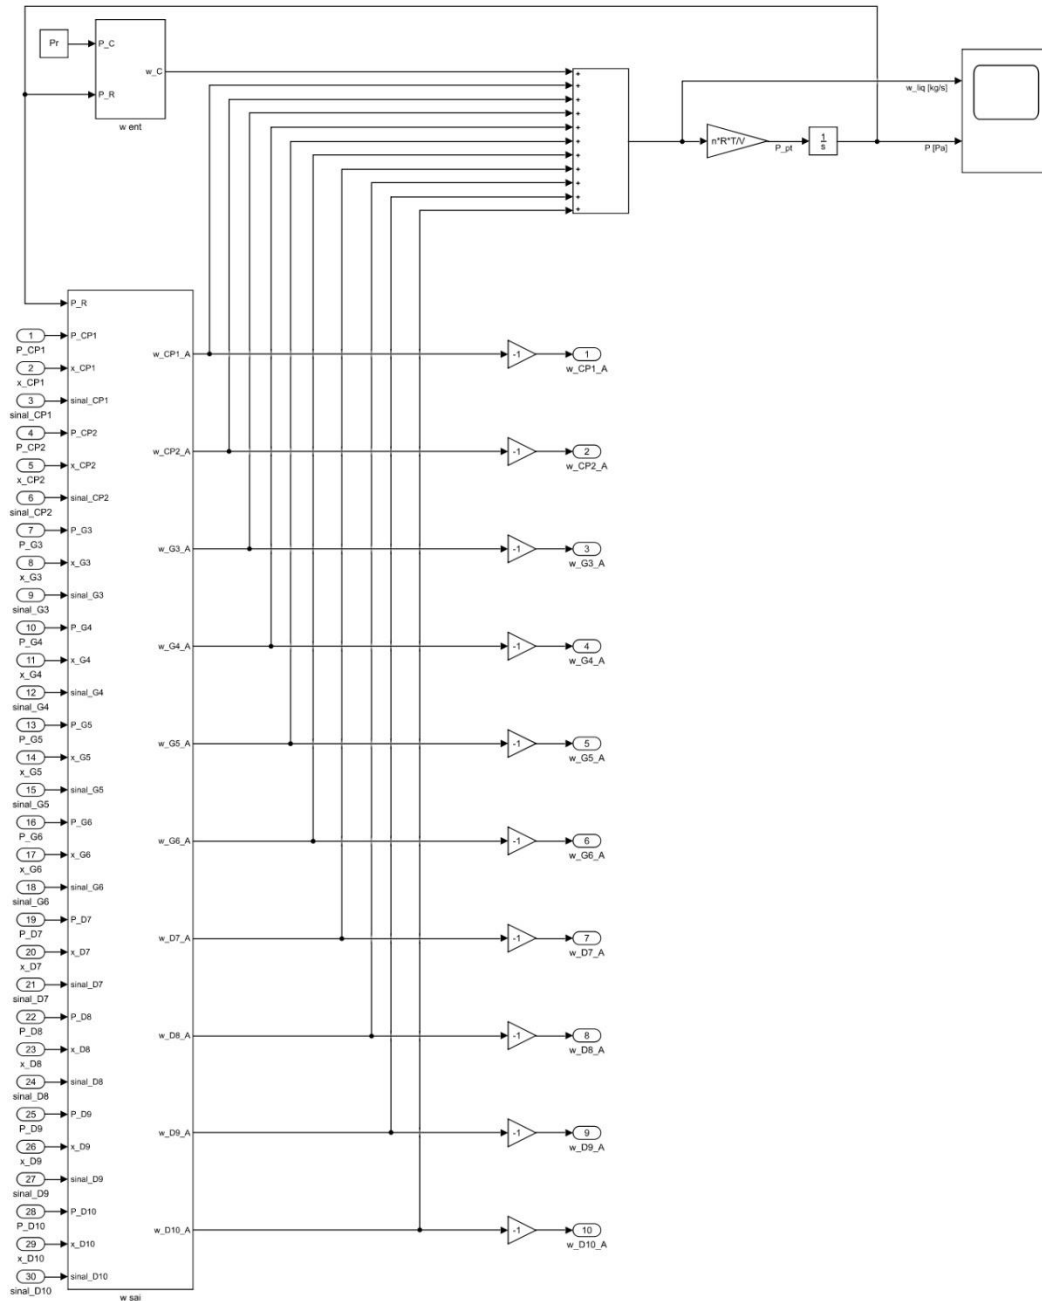 Pr
P_C
P_R
w_C
w ent
+
+
+
+
+
+
+
+
+
+
+
n*R*T/V
P_pt
1
s
w_liq [kg/s]
P [Pa]
P_R
1
P_CP1
P_CP1
2
x_CP1
x_CP1
3
sinal_CP1
sinal_CP1
4
P_CP2
P_CP2
5
x_CP2
x_CP2
6
sinal_CP2
sinal_CP2
7
P_G3
P_G3
8
x_G3
x_G3
9
sinal_G3
sinal_G3
10
P_G4
P_G4
11
x_G4
x_G4
12
sinal_G4
sinal_G4
13
P_G5
P_G5
14
x_G5
x_G5
15
sinal_G5
sinal_G5
16
P_G6
P_G6
17
x_G6
x_G6
18
sinal_G6
sinal_G6
19
P_D7
P_D7
20
x_D7
x_D7
21
sinal_D7
sinal_D7
22
P_D8
P_D8
23
x_D8
x_D8
24
sinal_D8
sinal_D8
25
P_D9
P_D9
26
x_D9
x_D9
27
sinal_D9
sinal_D9
28
P_D10
P_D10
29
x_D10
x_D10
30
sinal_D10
sinal_D10
w sai
w_CP1_A
-1
1
w_CP1_A
w_CP2_A
-1
2
w_CP2_A
w_G3_A
-1
3
w_G3_A
w_G4_A
-1
4
w_G4_A
w_G5_A
-1
5
w_G5_A
w_G6_A
-1
6
w_G6_A
w_D7_A
-1
7
w_D7_A
w_D8_A
-1
8
w_D8_A
w_D9_A
-1
9
w_D9_A
w_D10_A
-1
10
w_D10_A